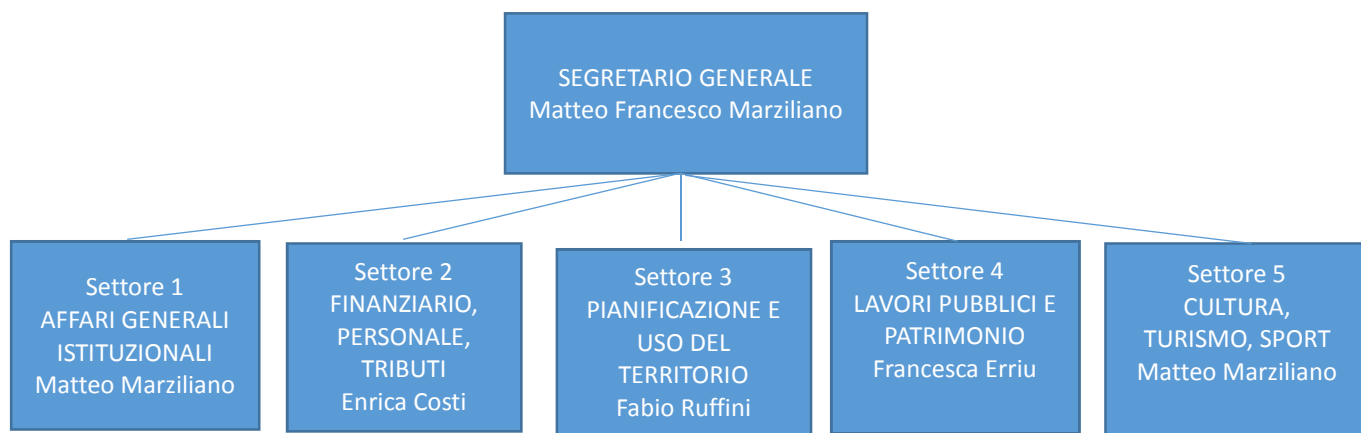 SEGRETARIO GENERALE
Matteo Francesco Marziliano
Settore 1
AFFARI GENERALI
ISTITUZIONALI
Matteo Marziliano
Settore 2
FINANZIARIO,
PERSONALE,
TRIBUTI
Enrica Costi
Settore 3
PIANIFICAZIONE E
USO DEL
TERRITORIO
Fabio Ruffini
Settore 4
LAVORI PUBBLICI E
PATRIMONIO
Francesca Erriu
Settore 5
CULTURA,
TURISMO, SPORT
Matteo Marziliano